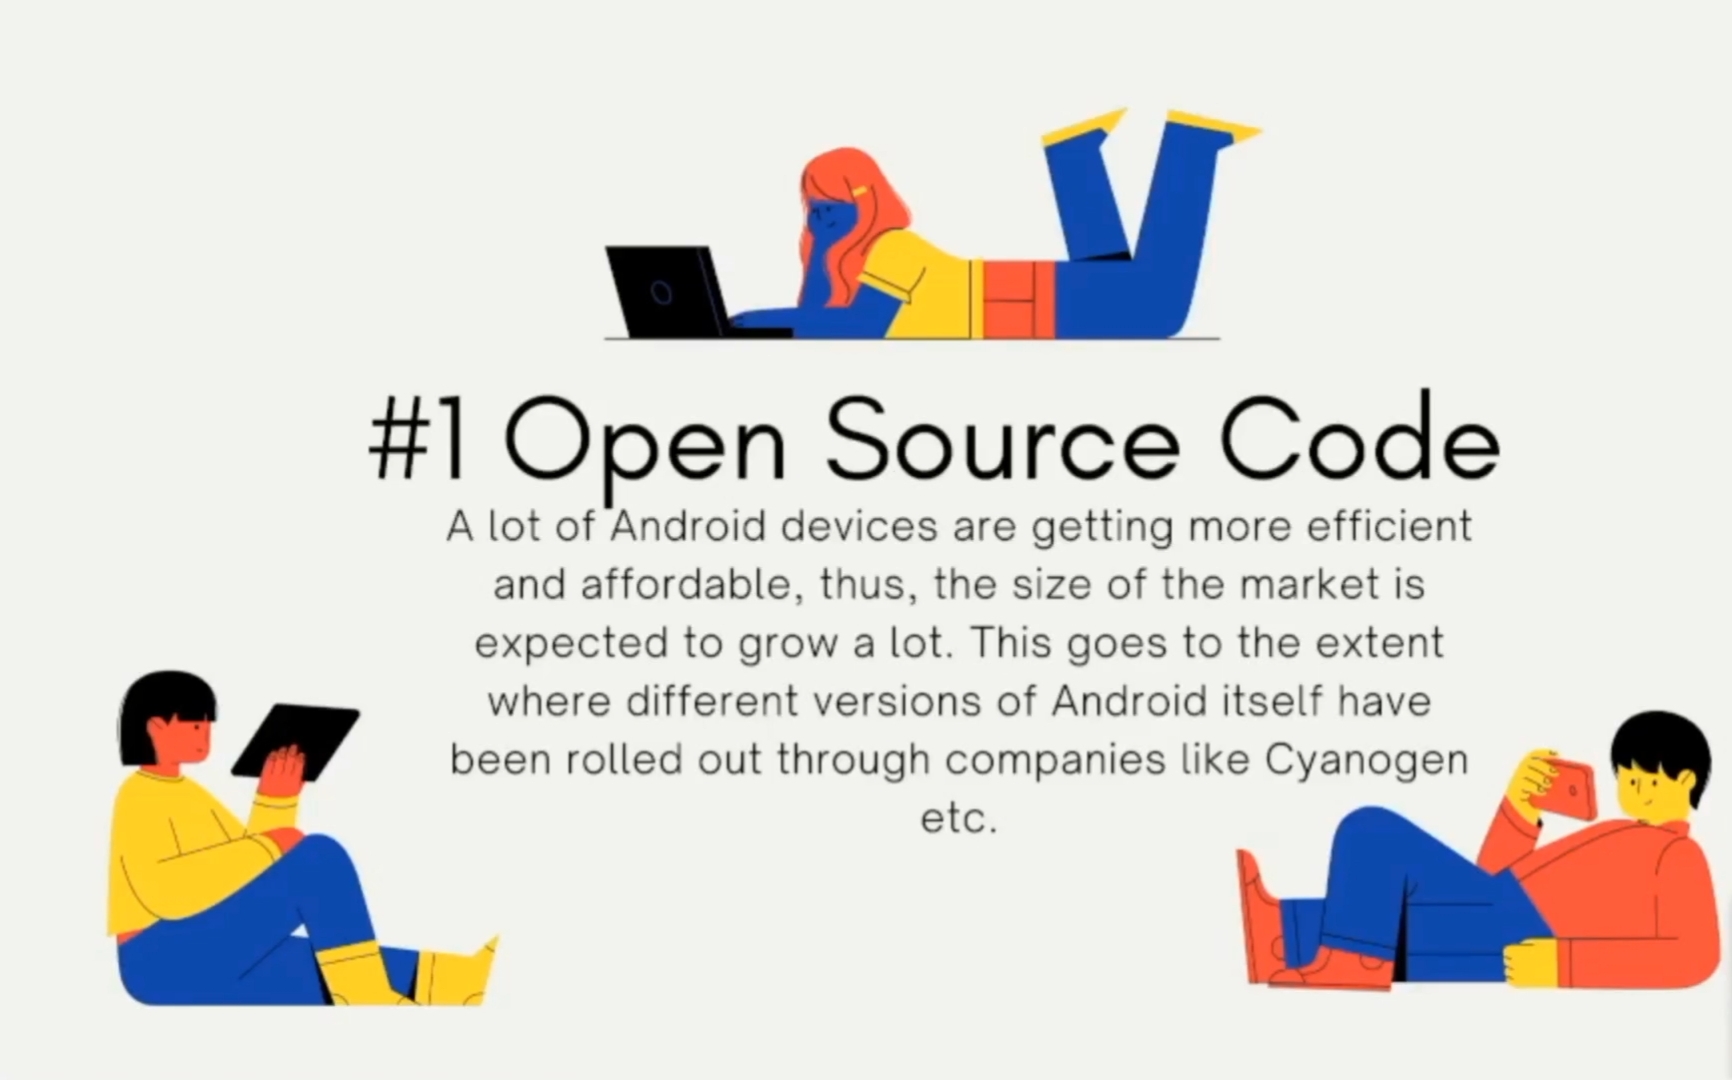 #1 Open Source Code
A lot of Android devices are getting more efficient
and affordable, thus, the size of the market is
expected to grow a lot. This goes to the extent
where different versions of Android itself have
been rolled out through companies like Cyanogen
etc.